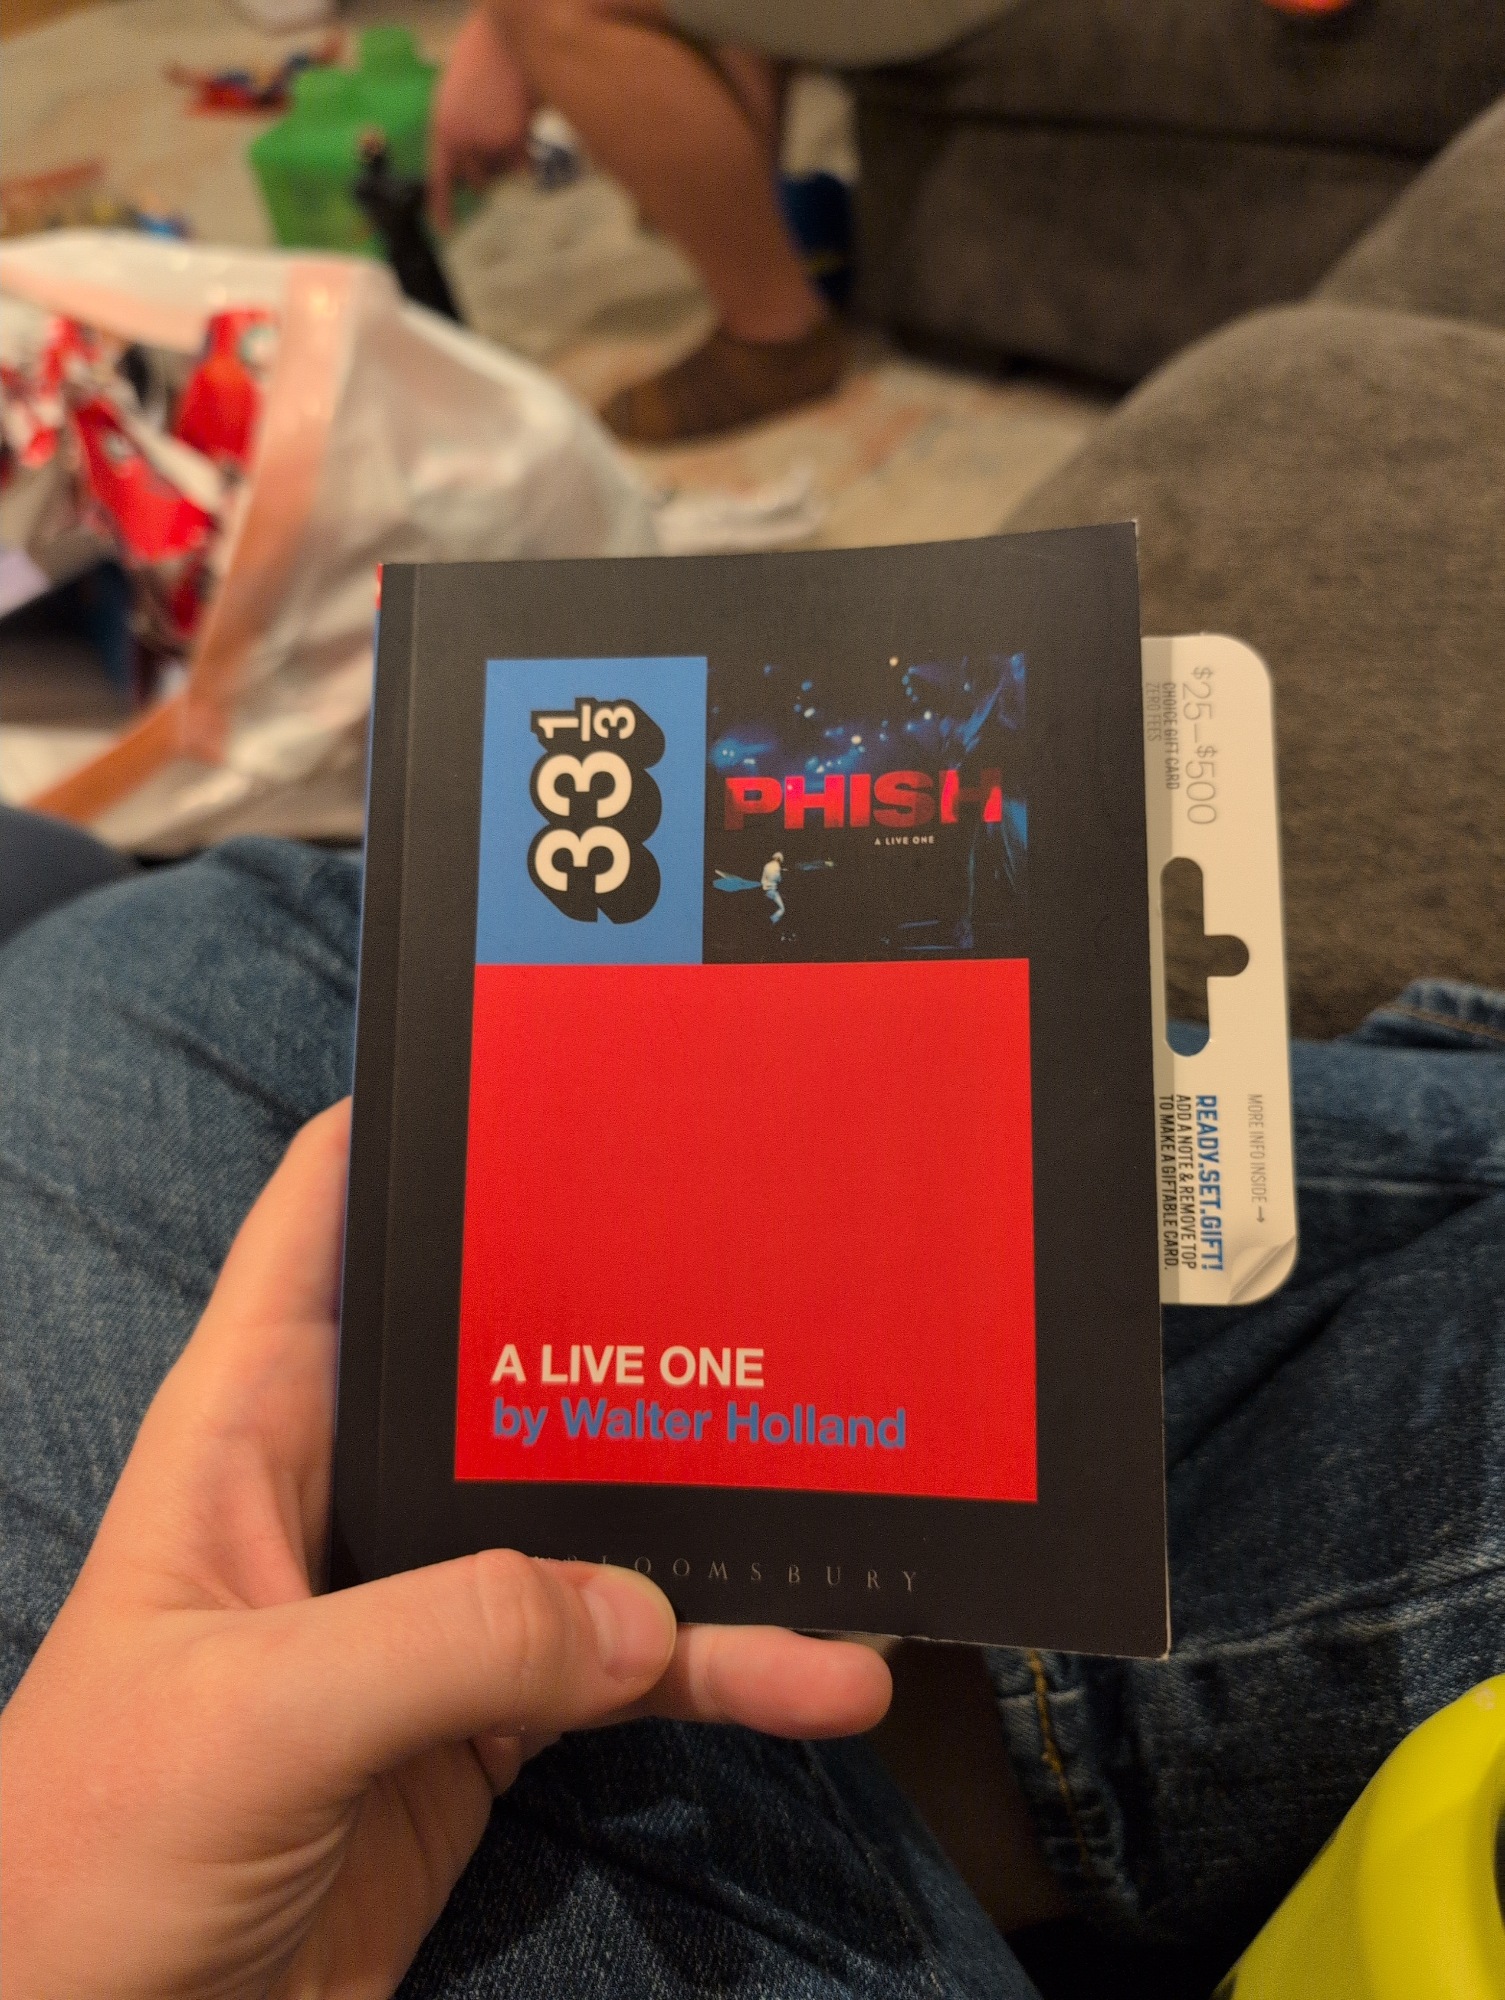 33 1/3
PHISH
A LIVE ONE
A LIVE ONE
by Walter Holland
BLOOMSBURY
$25–$500
CHOICE GIFT CARD
ZERO FEES
MORE INFO INSIDE →
READY.SET.GIFT!
ADD A NOTE & REMOVE TOP
TO MAKE A GIFTABLE CARD.